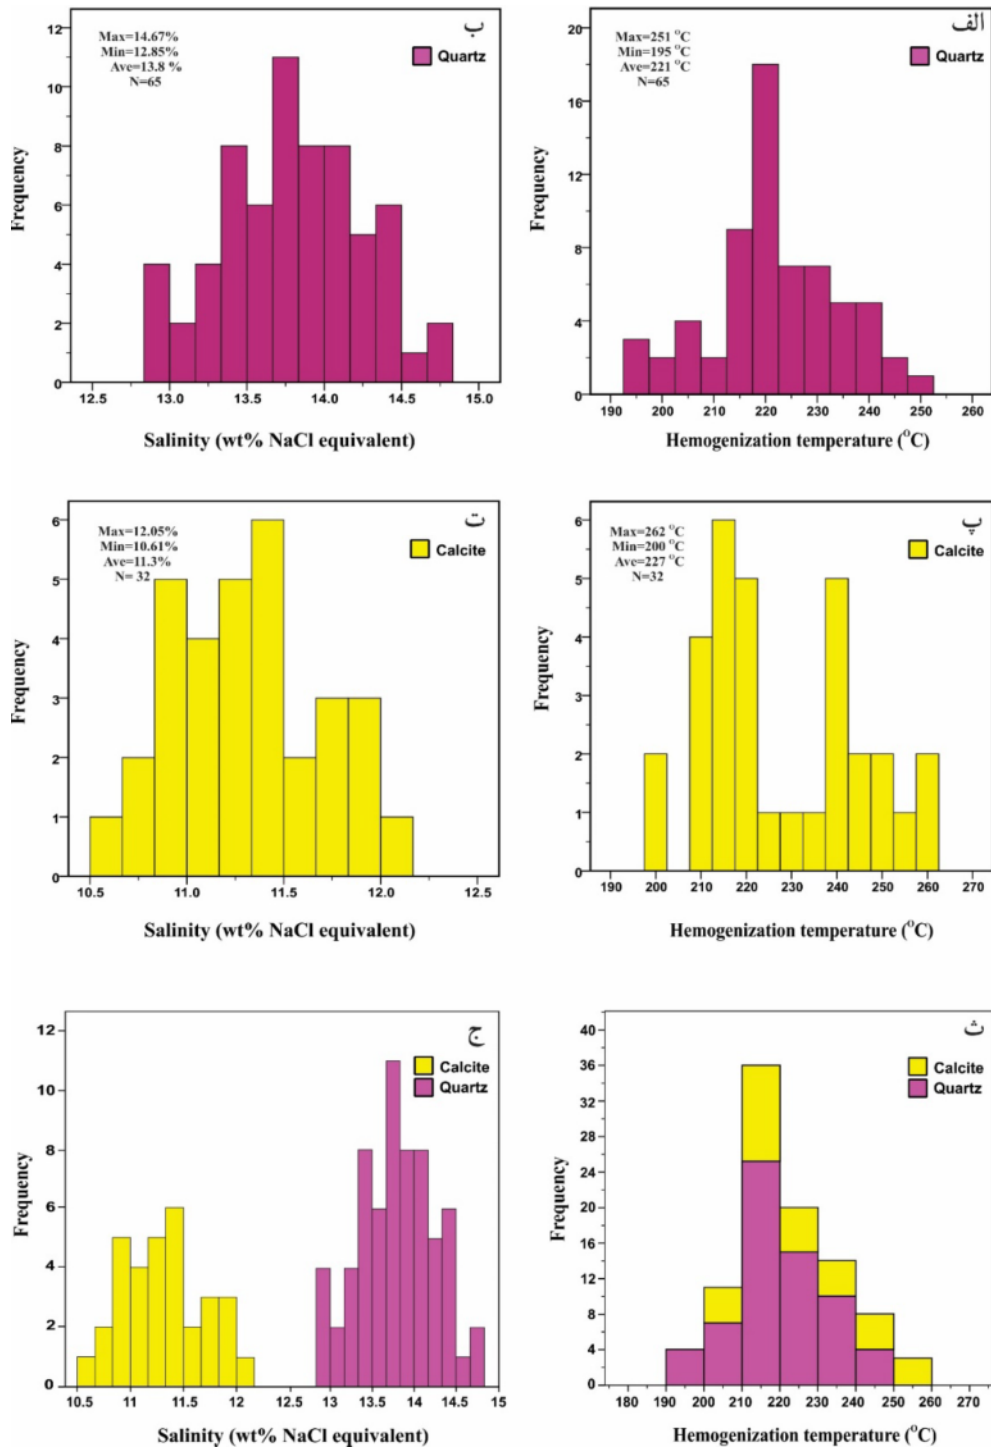 الف
Max=251 °C
Min=195 °C
Ave=221 °C
N=65
Quartz
20
16
12
8
4
0
Frequency
190 200 210 220 230 240 250 260
Hemogenization temperature (°C)
ب
Max=14.67%
Min=12.85%
Ave=13.8 %
N=65
Quartz
12
10
8
6
4
2
0
Frequency
12.5 13.0 13.5 14.0 14.5 15.0
Salinity (wt% NaCl equivalent)
پ
Max=262 °C
Min=200 °C
Ave=227 °C
N=32
Calcite
6
5
4
3
2
1
0
Frequency
190 200 210 220 230 240 250 260 270
Hemogenization temperature (°C)
ت
Max=12.05%
Min=10.61%
Ave=11.3%
N= 32
Calcite
6
5
4
3
2
1
0
Frequency
10.5 11.0 11.5 12.0 12.5
Salinity (wt% NaCl equivalent)
ث
Calcite
Quartz
40
36
32
28
24
20
16
12
8
4
0
Frequency
180 190 200 210 220 230 240 250 260 270
Hemogenization temperature (°C)
ج
Calcite
Quartz
12
10
8
6
4
2
0
Frequency
10.5 11 11.5 12 12.5 13 13.5 14 14.5 15
Salinity (wt% NaCl equivalent)